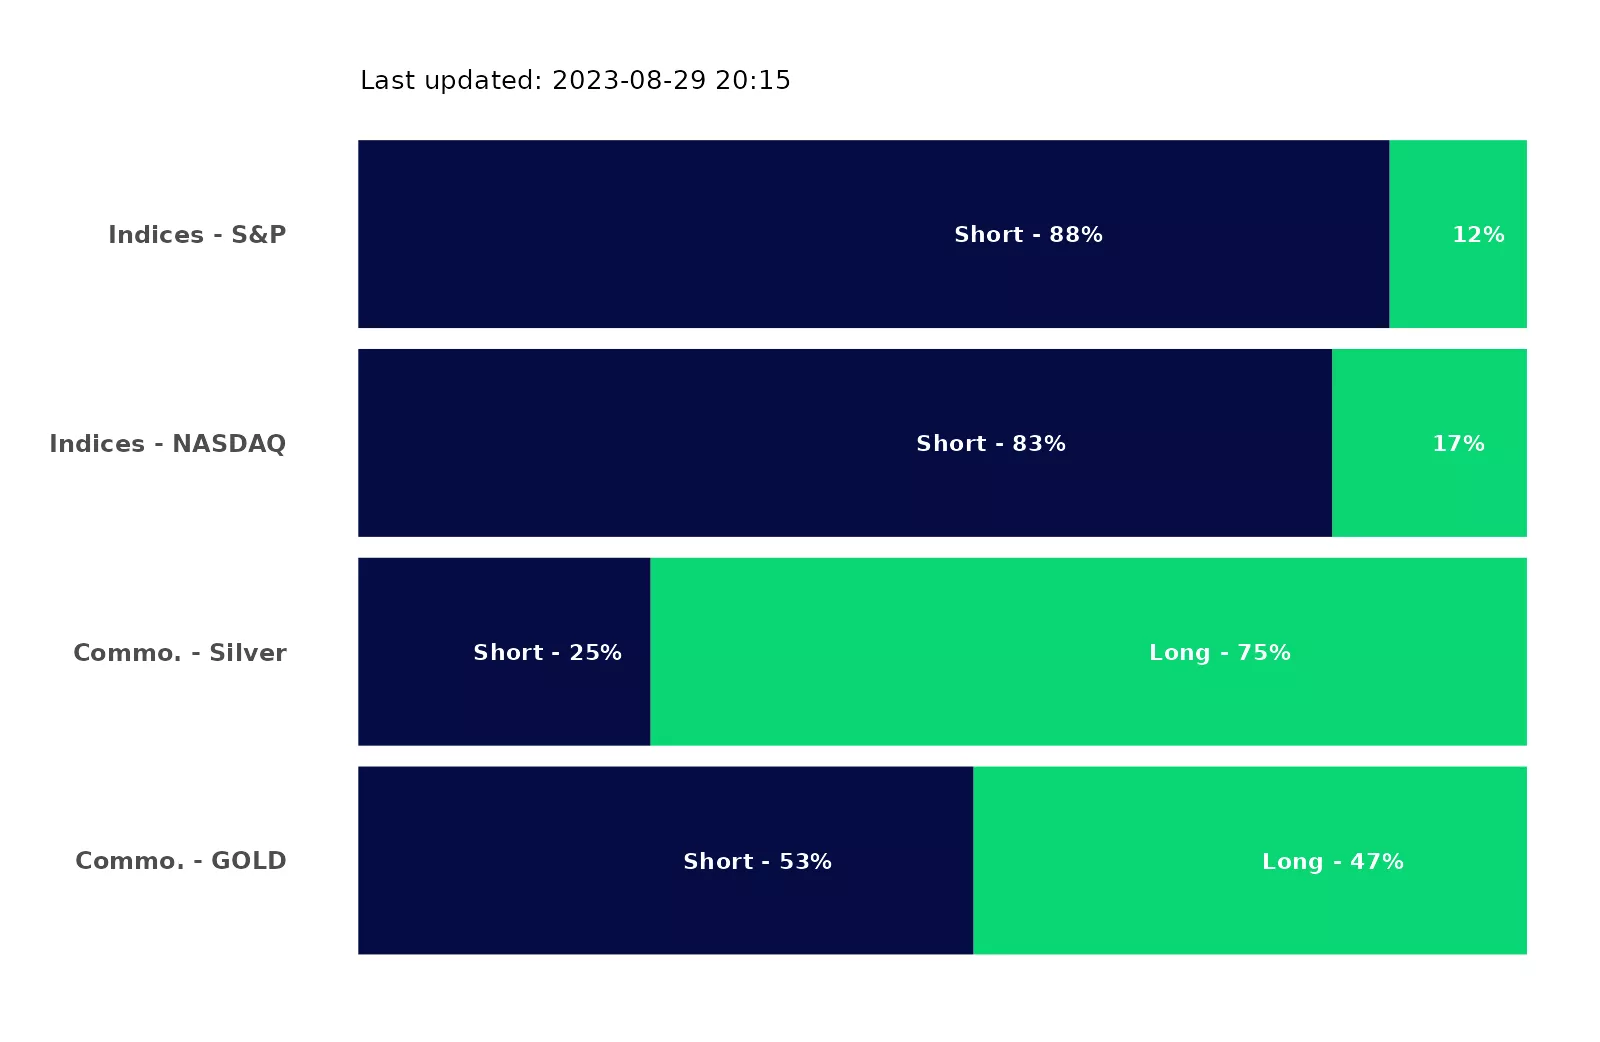 Last updated: 2023-08-29 20:15
Indices - S&P Short - 88% 12%
Indices - NASDAQ Short - 83% 17%
Commo. - Silver Short - 25% Long - 75%
Commo. - GOLD Short - 53% Long - 47%